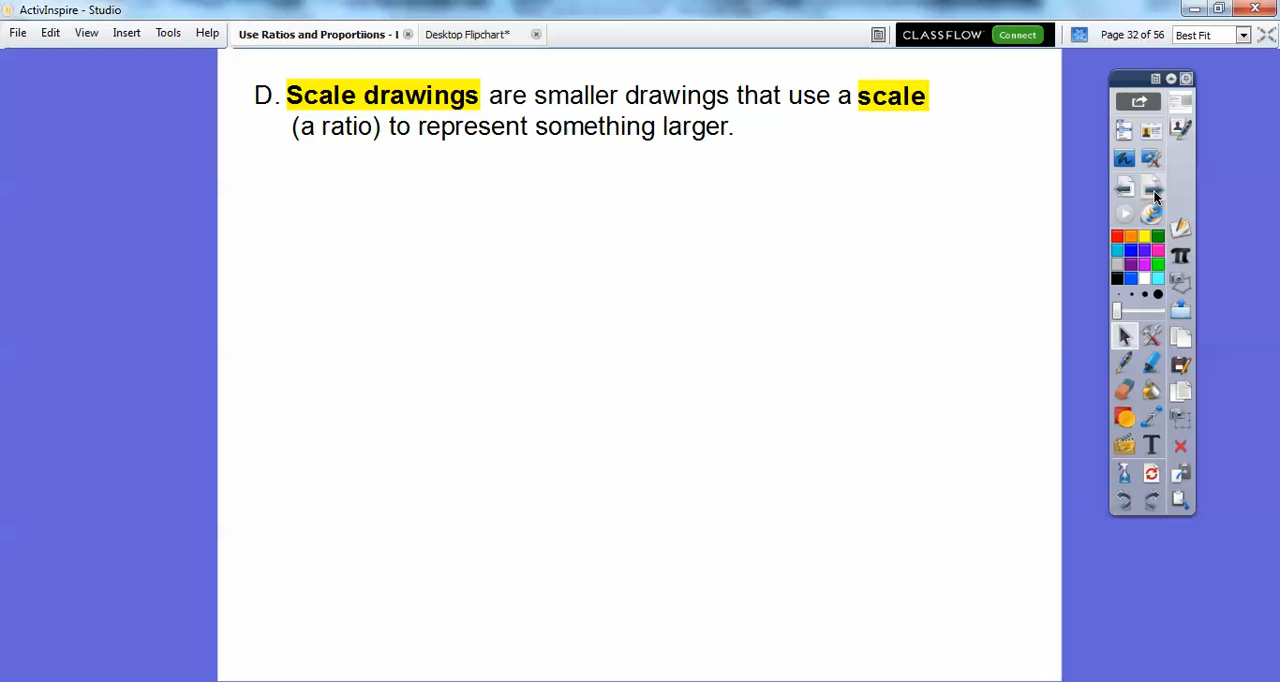 ActivInspire - Studio
File Edit View Insert Tools Help
Use Ratios and Proportiions - I
Desktop Flipchart*
CLASSFLOW Connect
Page 32 of 56
Best Fit
D. Scale drawings are smaller drawings that use a scale
(a ratio) to represent something larger.
T